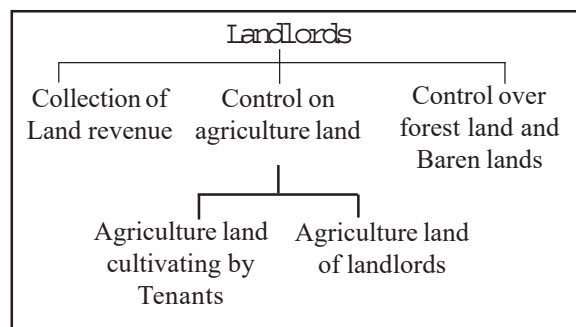 Landlords
Collection of
Land revenue
Control on
agriculture land
Control over
forest land and
Baren lands
Agriculture land
cultivating by
Tenants
Agriculture land
of landlords